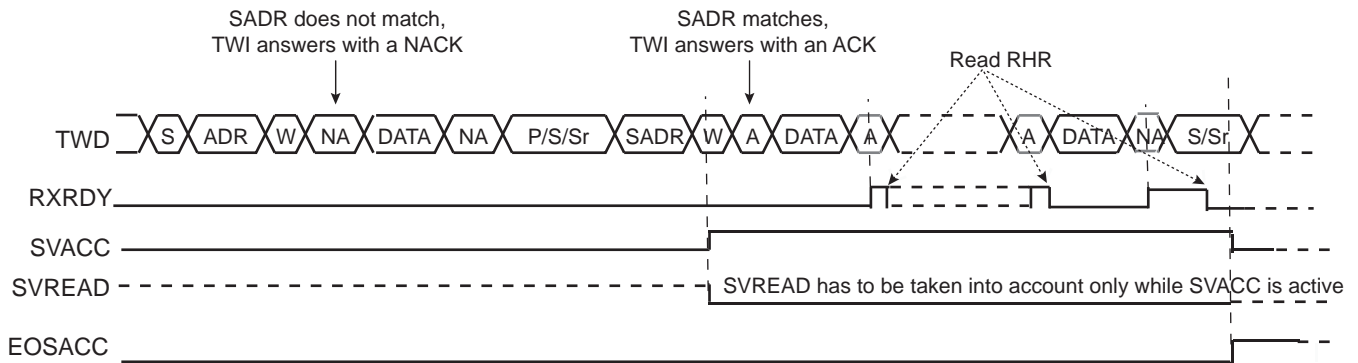 SADR does not match,
TWI answers with a NACK
SADR matches,
TWI answers with an ACK
Read RHR
TWD S ADR W NA DATA NA P/S/Sr SADR W A DATA A A DATA NA S/Sr
RXRDY
SVACC
SVREAD SVREAD has to be taken into account only while SVACC is active
EOSACC